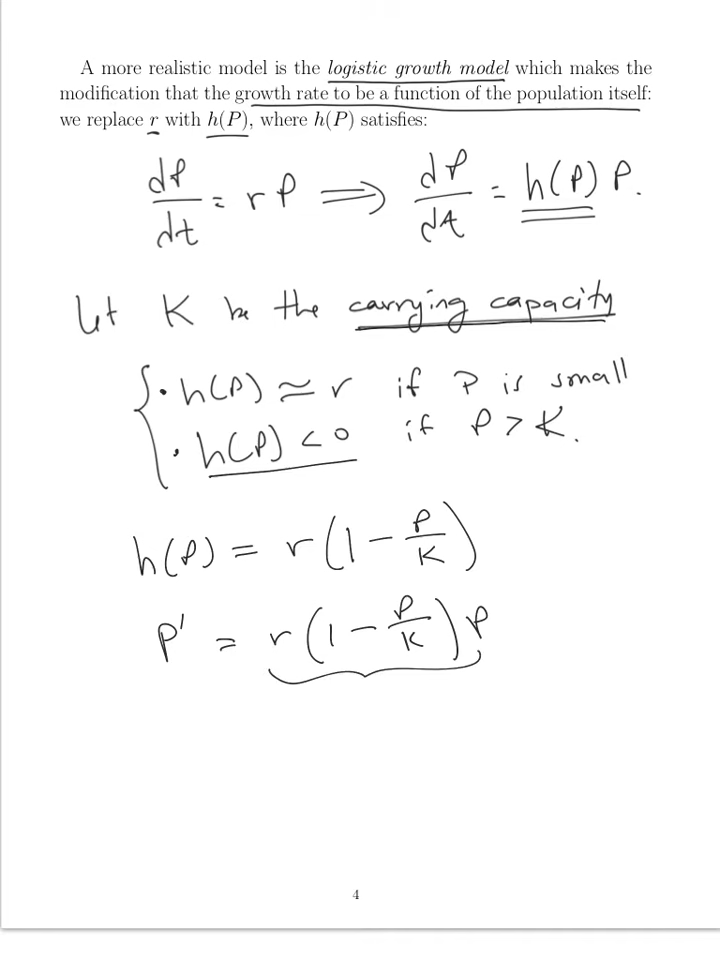 A more realistic model is the logistic growth model which makes the
modification that the growth rate to be a function of the population itself:
we replace r with h(P), where h(P) satisfies:
dP/dt = rP ⟹ dP/dt = h(P) P.
Let K be the carrying capacity
{ · h(P) ≃ r if P is small
· h(P) < 0 if P > K.
h(P) = r(1 - P/K)
P' = r(1 - P/K)P
4